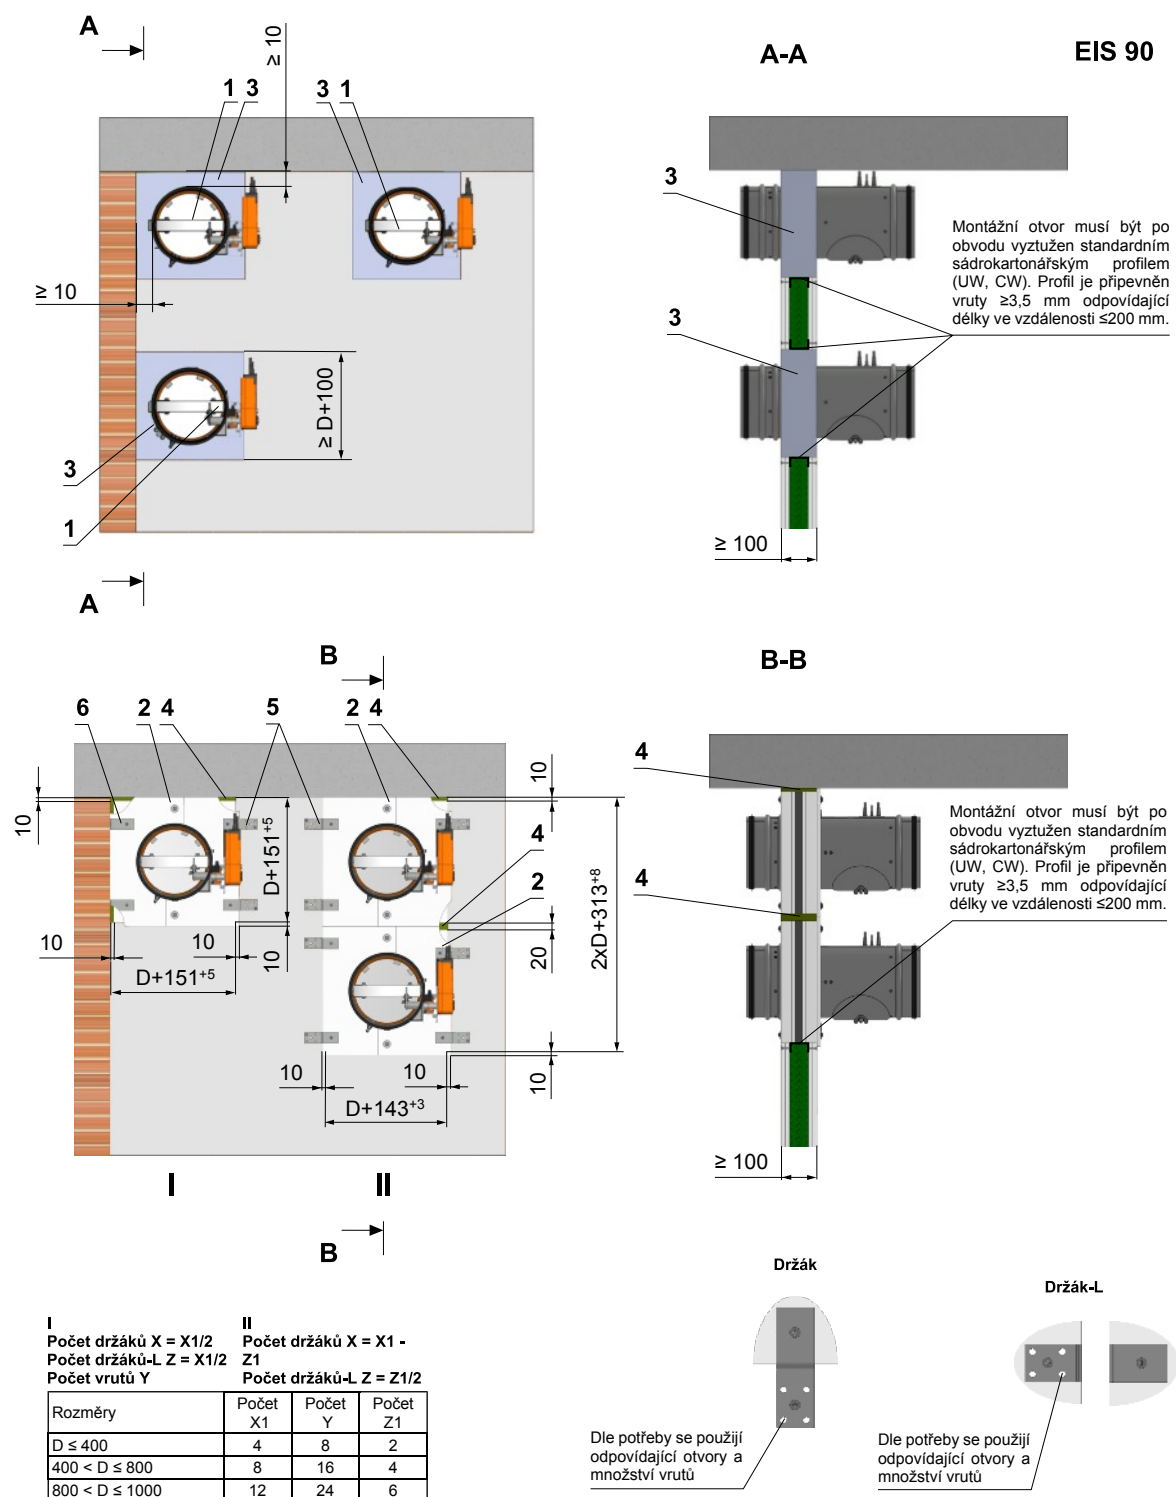 A
≥ 10
A-A
EIS 90
1 3
3 1
3
Montážní otvor musí být po
obvodu vyztužen standardním
sádrokartonářským profilem
(UW, CW). Profil je připevněn
vruty ≥3,5 mm odpovídající
délky ve vzdálenosti ≤200 mm.
≥ 10
3
≥ D+100
3
1
≥ 100
A
B
B-B
6
2 4
5
2 4
4
10
10
D+151+5
4
2
4
Montážní otvor musí být po
obvodu vyztužen standardním
sádrokartonářským profilem
(UW, CW). Profil je připevněn
vruty ≥3,5 mm odpovídající
délky ve vzdálenosti ≤200 mm.
2xD+313+8
10
10
10
20
D+151+5
10
10
10
D+143+3
≥ 100
I
II
B
Držák
Držák-L
I
Počet držáků X = X1/2
Počet držáků-L Z = X1/2
Počet vrutů Y
II
Počet držáků X = X1 -
Z1
Počet držáků-L Z = Z1/2
Rozměry Počet X1 Počet Y Počet Z1
D ≤ 400 4 8 2
400 < D ≤ 800 8 16 4
800 < D ≤ 1000 12 24 6
Dle potřeby se použijí
odpovídající otvory a
množství vrutů
Dle potřeby se použijí
odpovídající otvory a
množství vrutů